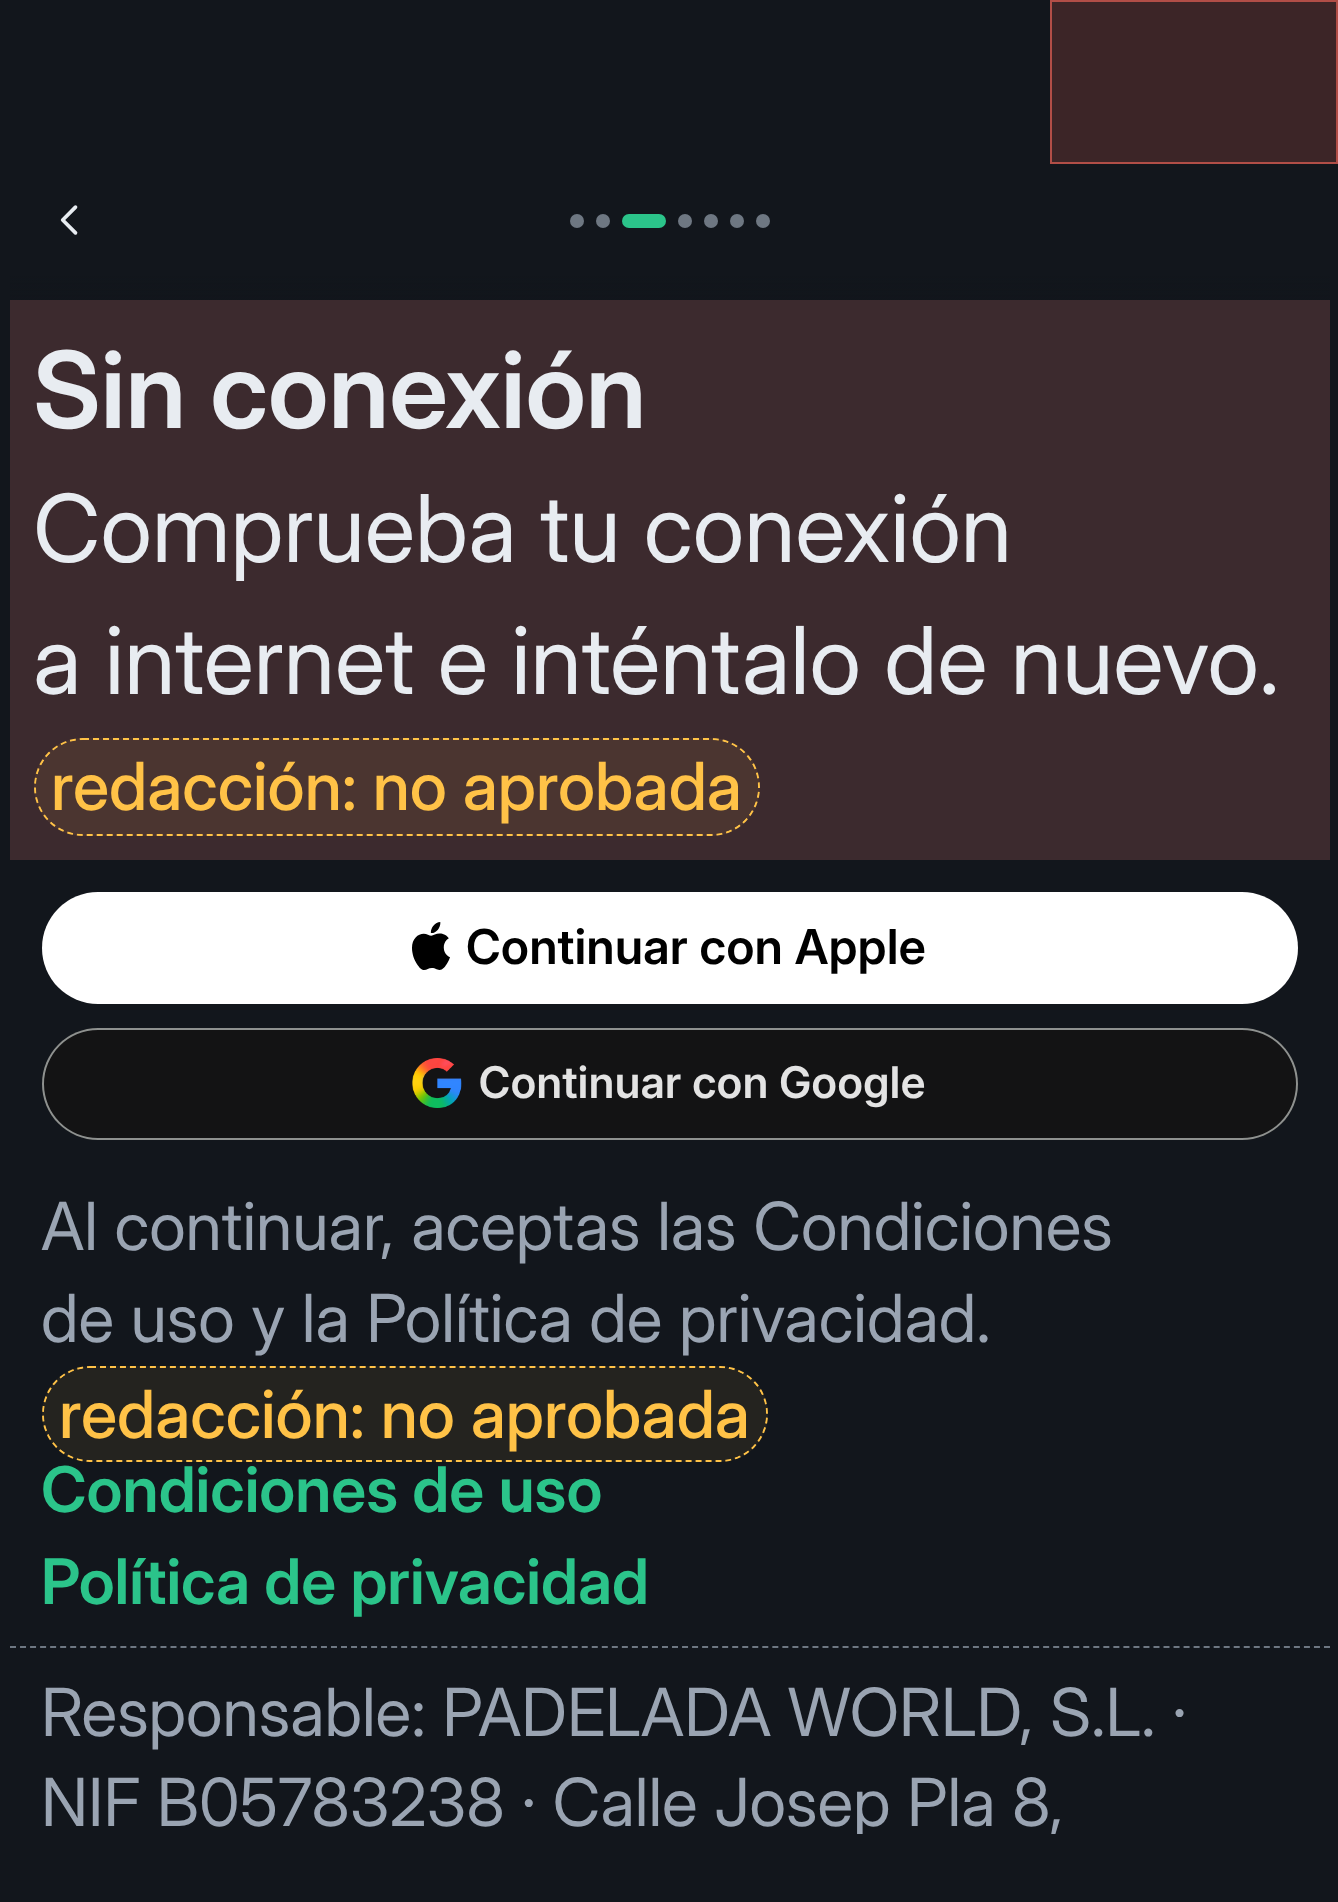 Sin conexión
Comprueba tu conexión
a internet e inténtalo de nuevo.
redacción: no aprobada
Continuar con Apple
Continuar con Google
Al continuar, aceptas las Condiciones
de uso y la Política de privacidad.
redacción: no aprobada
Condiciones de uso
Política de privacidad
Responsable: PADELADA WORLD, S.L. ·
NIF B05783238 · Calle Josep Pla 8,